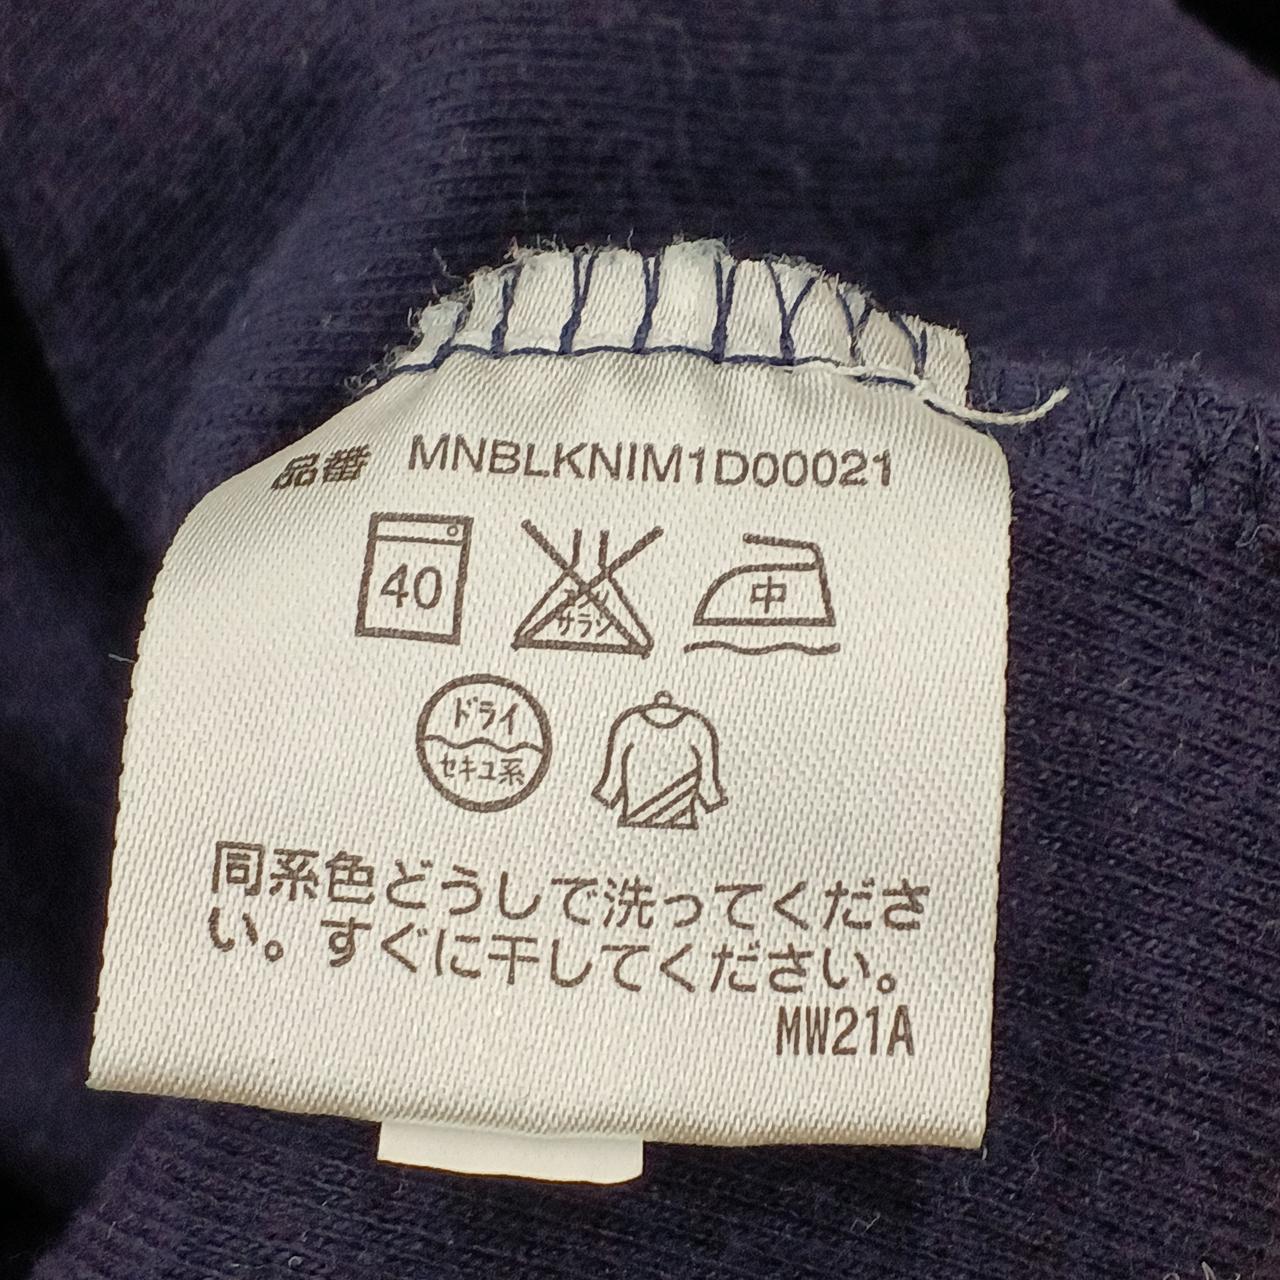 品番 MNBLKNIM1D00021
40
エンソ
サラシ
中
ドライ
セキユ系
同系色どうしで洗ってくださ
い。すぐに干してください。
MW21A